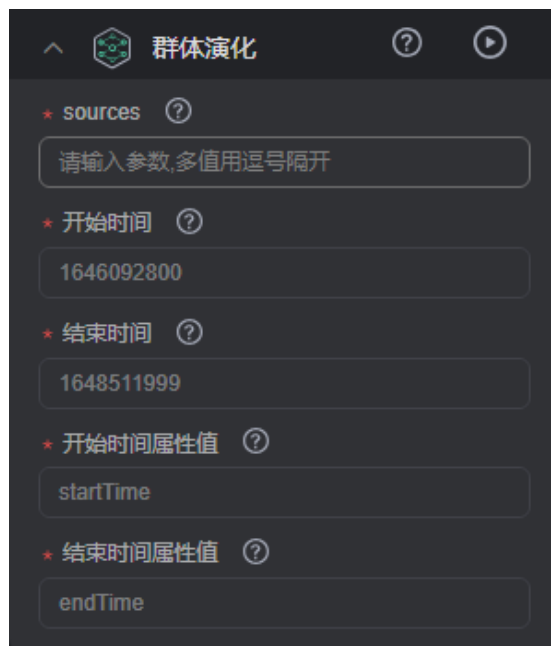 群体演化
* sources
请输入参数,多值用逗号隔开
* 开始时间
1646092800
* 结束时间
1648511999
* 开始时间属性值
startTime
* 结束时间属性值
endTime